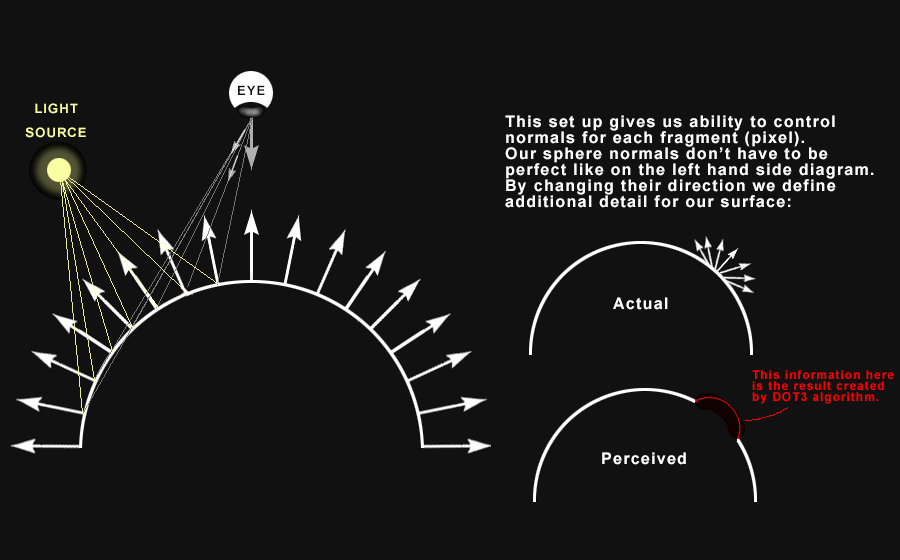 LIGHT
SOURCE
EYE
This set up gives us ability to control
normals for each fragment (pixel).
Our sphere normals don't have to be
perfect like on the left hand side diagram.
By changing their direction we define
additional detail for our surface:
Actual
This information here
is the result created
by DOT3 algorithm.
Perceived